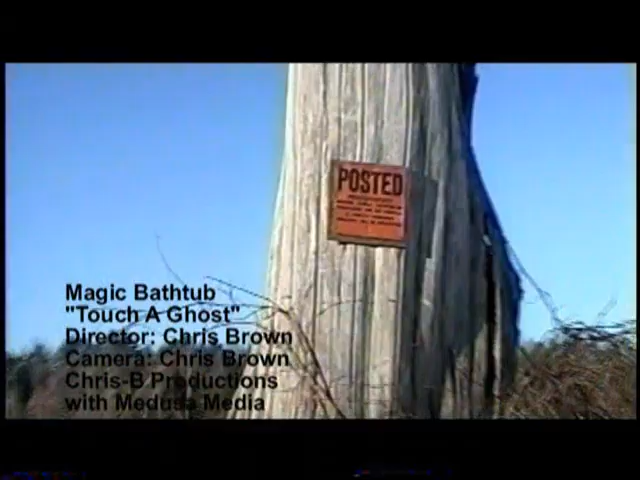 POSTED
Magic Bathtub
"Touch A Ghost"
Director: Chris Brown
Camera: Chris Brown
Chris-B Productions
with Medusa Media